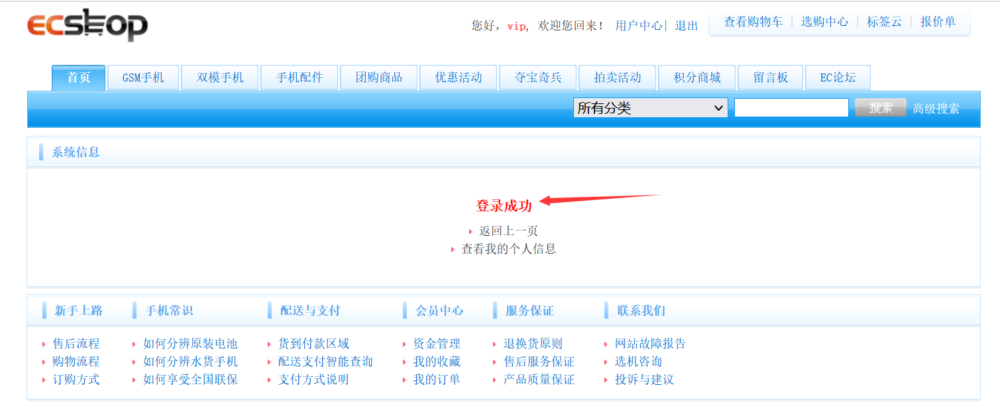 ECSHOP
您好，vip，欢迎您回来！ 用户中心| 退出
查看购物车 | 选购中心 | 标签云 | 报价单
首页 GSM手机 双模手机 手机配件 团购商品 优惠活动 夺宝奇兵 拍卖活动 积分商城 留言板 EC论坛
所有分类 搜索 高级搜索
系统信息
登录成功
返回上一页
查看我的个人信息
新手上路 手机常识 配送与支付 会员中心 服务保证 联系我们
售后流程 如何分辨原装电池 货到付款区域 资金管理 退换货原则 网站故障报告
购物流程 如何分辨水货手机 配送支付智能查询 我的收藏 售后服务保证 选机咨询
订购方式 如何享受全国联保 支付方式说明 我的订单 产品质量保证 投诉与建议